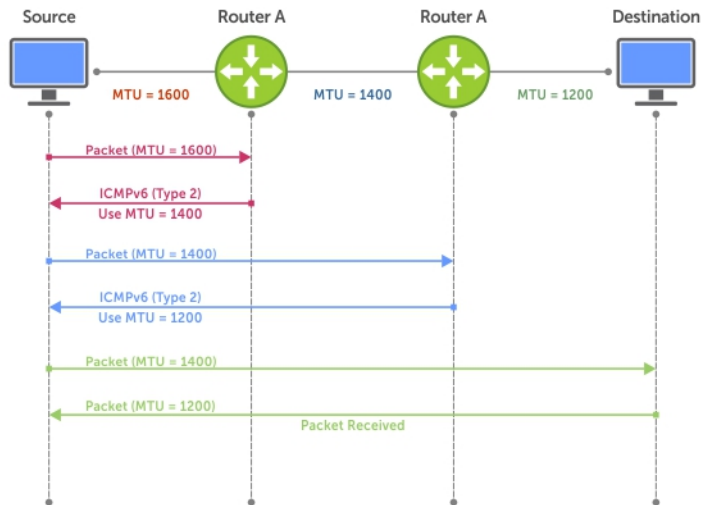 Source
Router A
Router A
Destination
MTU = 1600
MTU = 1400
MTU = 1200
Packet (MTU = 1600)
ICMPv6 (Type 2)
Use MTU = 1400
Packet (MTU = 1400)
ICMPv6 (Type 2)
Use MTU = 1200
Packet (MTU = 1400)
Packet (MTU = 1200)
Packet Received